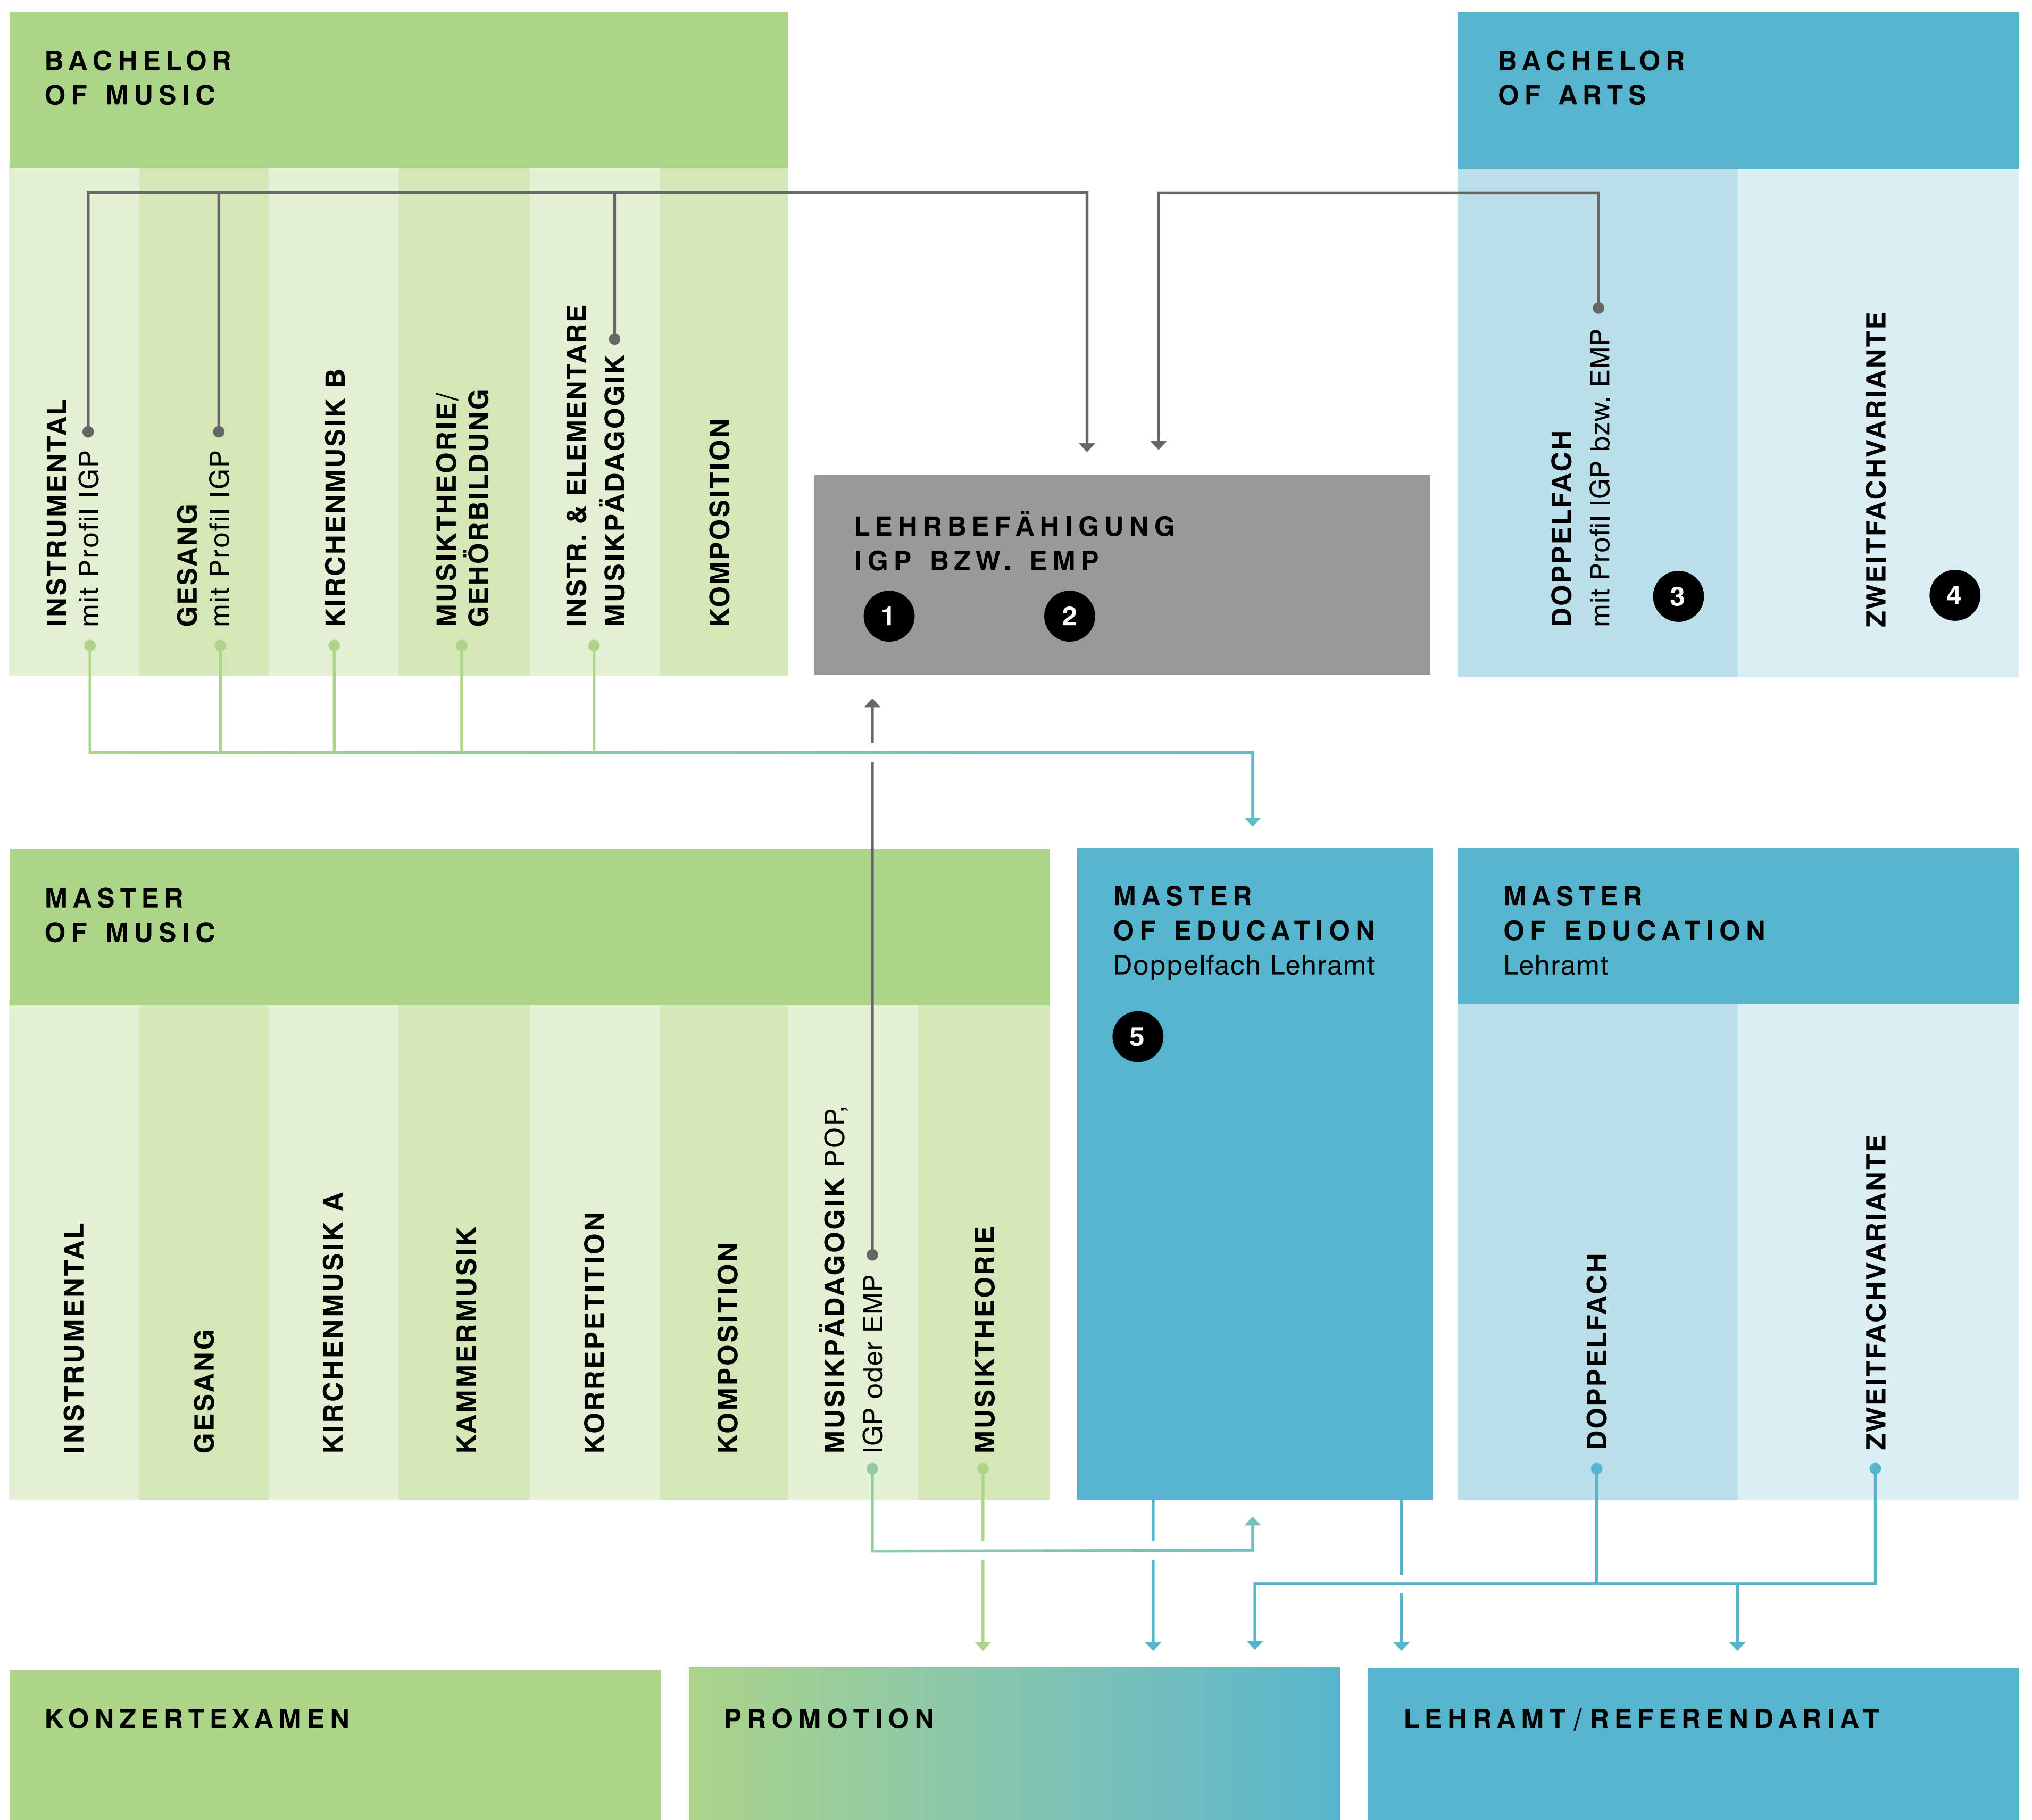 BACHELOR
OF MUSIC
INSTRUMENTAL
mit Profil IGP
GESANG
mit Profil IGP
KIRCHENMUSIK B
MUSIKTHEORIE/
GEHÖRBILDUNG
INSTR. & ELEMENTARE
MUSIKPÄDAGOGIK
KOMPOSITION
LEHRBEFÄHIGUNG
IGP BZW. EMP
1
2
BACHELOR
OF ARTS
DOPPELFACH
mit Profil IGP bzw. EMP
3
ZWEITFACHVARIANTE
4
MASTER
OF MUSIC
INSTRUMENTAL
GESANG
KIRCHENMUSIK A
KAMMERMUSIK
KORREPETITION
KOMPOSITION
MUSIKPÄDAGOGIK POP,
IGP oder EMP
MUSIKTHEORIE
MASTER
OF EDUCATION
Doppelfach Lehramt
5
MASTER
OF EDUCATION
Lehramt
DOPPELFACH
ZWEITFACHVARIANTE
KONZERTEXAMEN
PROMOTION
LEHRAMT/REFERENDARIAT